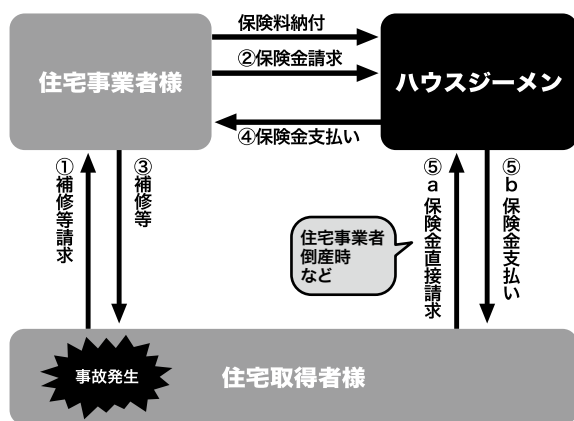 保険料納付
②保険金請求
住宅事業者様
ハウスジーメン
④保険金支払い
①補修等請求
③補修等
⑤a 保険金直接請求
⑤b 保険金支払い
住宅事業者
倒産時
など
事故発生
住宅取得者様